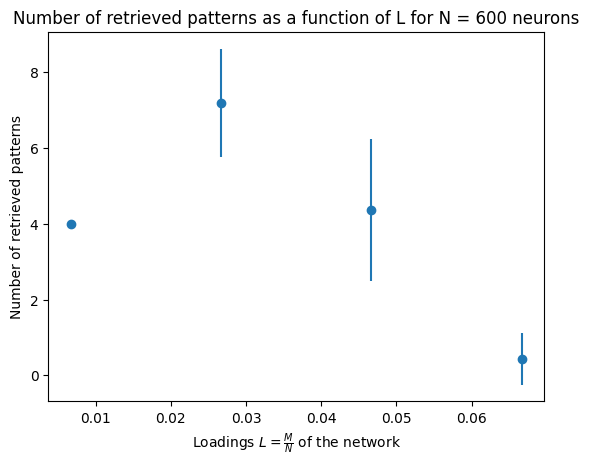 Number of retrieved patterns as a function of L for N = 600 neurons
Number of retrieved patterns
8
6
4
2
0
0.01 0.02 0.03 0.04 0.05 0.06
Loadings $L = \frac{M}{N}$ of the network